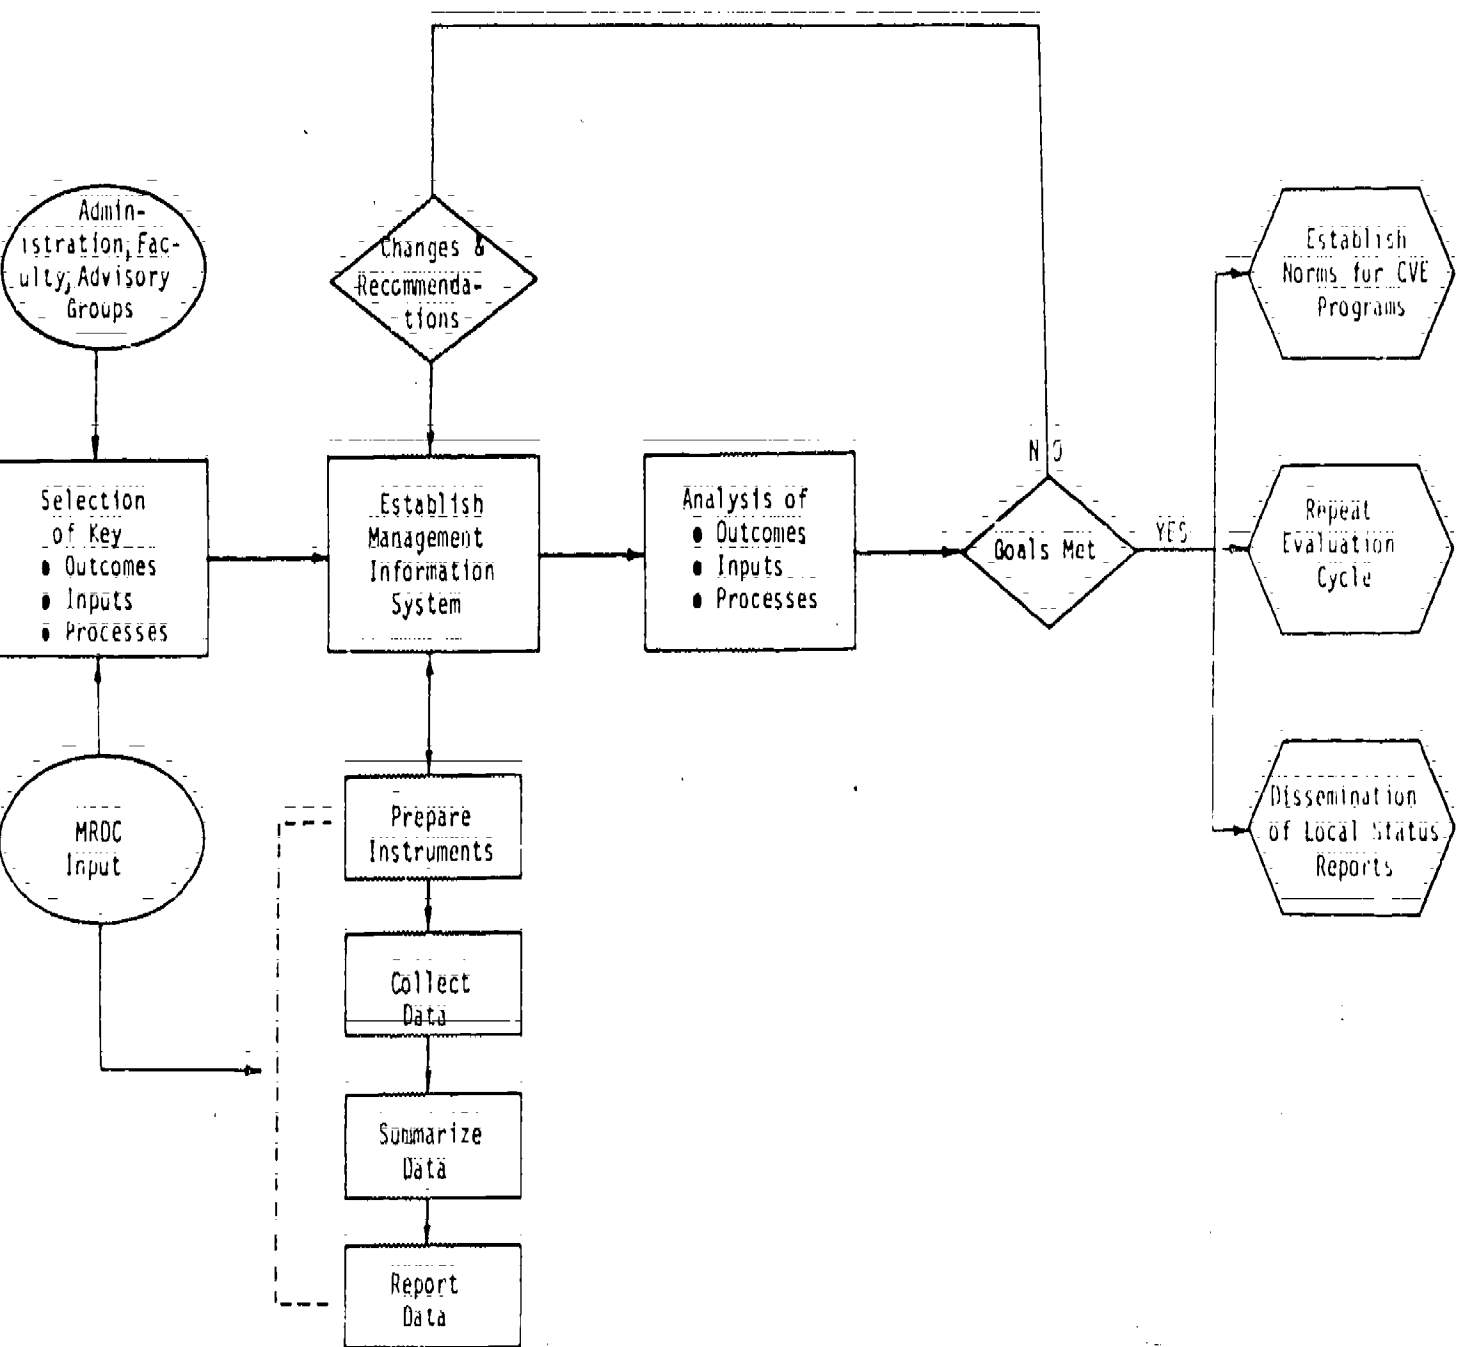 Admin-
istration, Fac-
ulty, Advisory
Groups
Changes &
Recommenda-
tions
Establish
Norms for CVE
Programs
NO
Selection
of Key
• Outcomes
• Inputs
• Processes
Establish
Management
Information
System
Analysis of
• Outcomes
• Inputs
• Processes
Goals Met
YES
Repeat
Evaluation
Cycle
MRDC
Input
Prepare
Instruments
Dissemination
of Local Status
Reports
Collect
Data
Summarize
Data
Report
Data